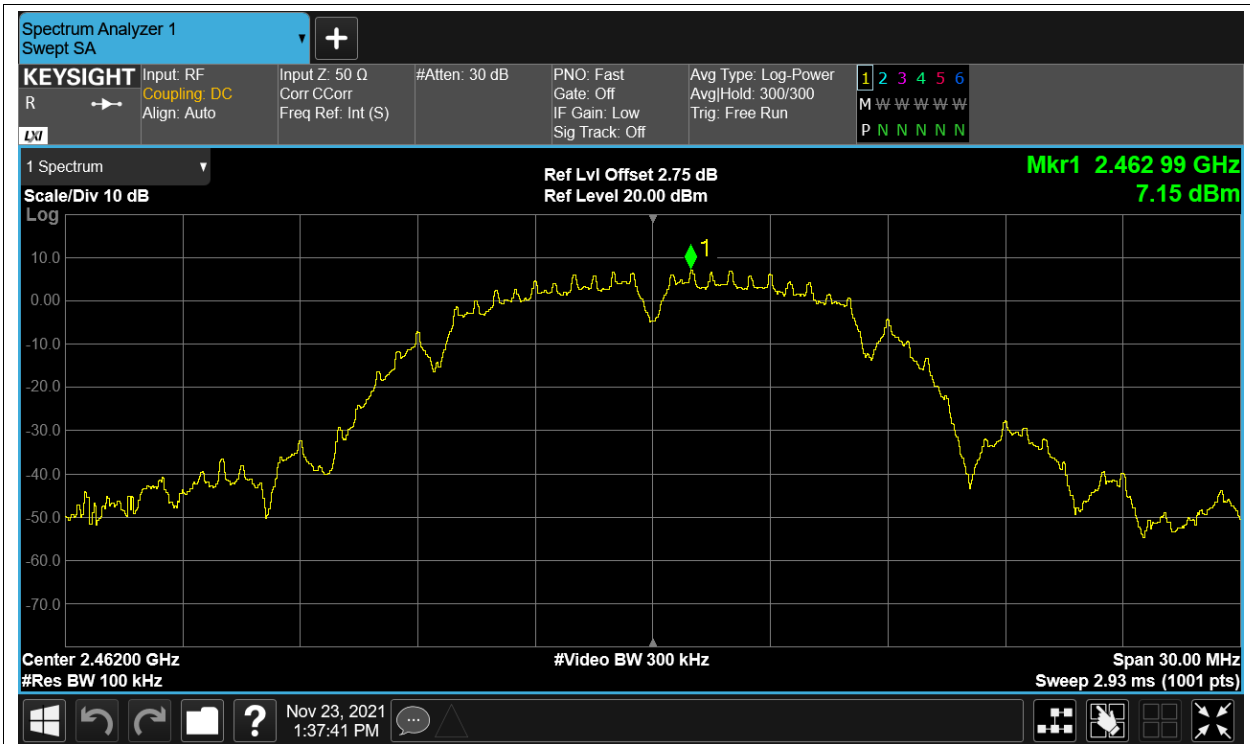 Spectrum Analyzer 1
Swept SA
KEYSIGHT
R
LXI
Input: RF
Coupling: DC
Align: Auto
Input Z: 50 Ω
Corr CCorr
Freq Ref: Int (S)
#Atten: 30 dB
PNO: Fast
Gate: Off
IF Gain: Low
Sig Track: Off
Avg Type: Log-Power
Avg|Hold: 300/300
Trig: Free Run
1 2 3 4 5 6
M W W W W W W
P N N N N N N
1 Spectrum
Scale/Div 10 dB
Log
Ref Lvl Offset 2.75 dB
Ref Level 20.00 dBm
Mkr1 2.462 99 GHz
7.15 dBm
1
10.0
0.00
-10.0
-20.0
-30.0
-40.0
-50.0
-60.0
-70.0
Center 2.46200 GHz
#Res BW 100 kHz
#Video BW 300 kHz
Span 30.00 MHz
Sweep 2.93 ms (1001 pts)
?
Nov 23, 2021
1:37:41 PM